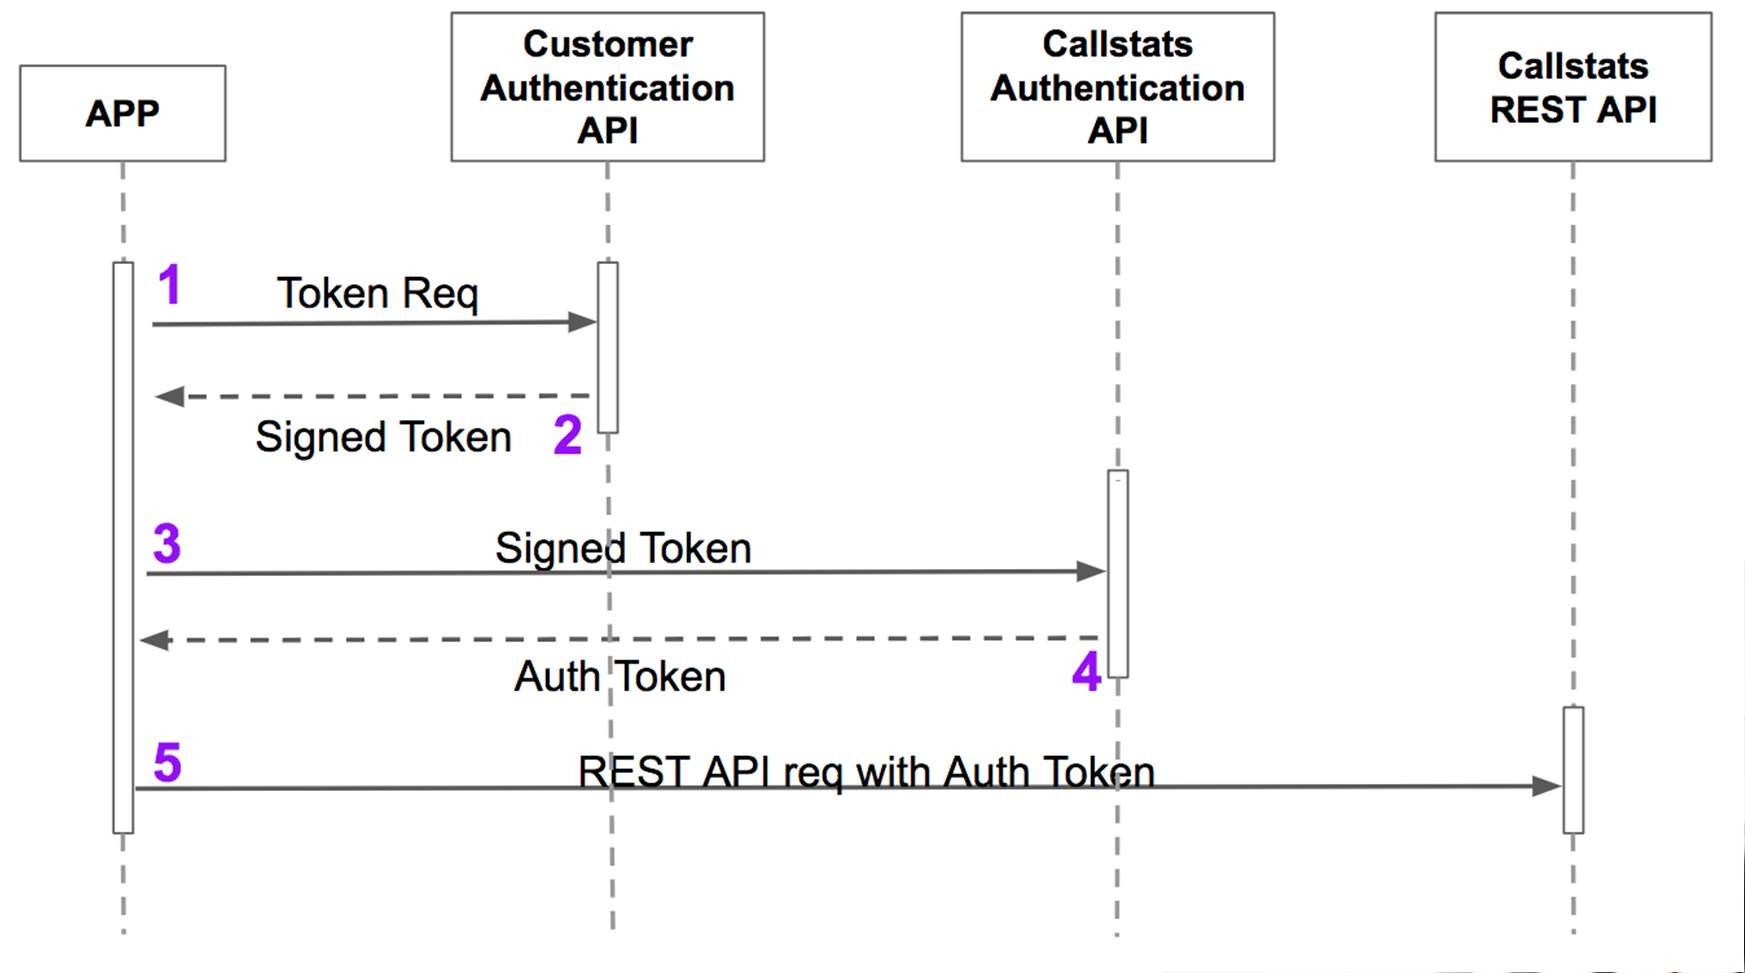 APP
Customer
Authentication
API
Callstats
Authentication
API
Callstats
REST API
1
Token Req
Signed Token
2
3
Signed Token
Auth Token
4
5
REST API req with Auth Token